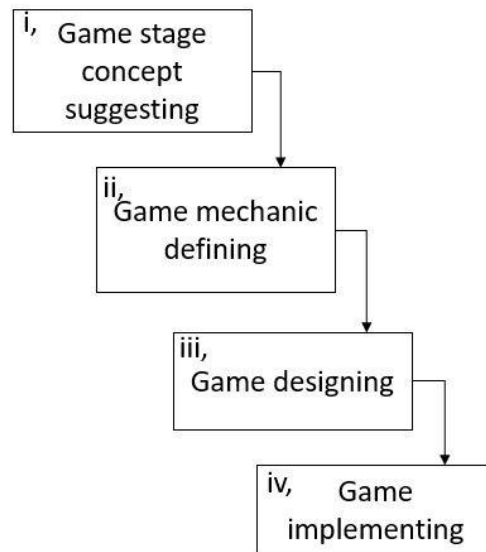 i,
Game stage
concept
suggesting
ii,
Game mechanic
defining
iii,
Game designing
iv,
Game
implementing